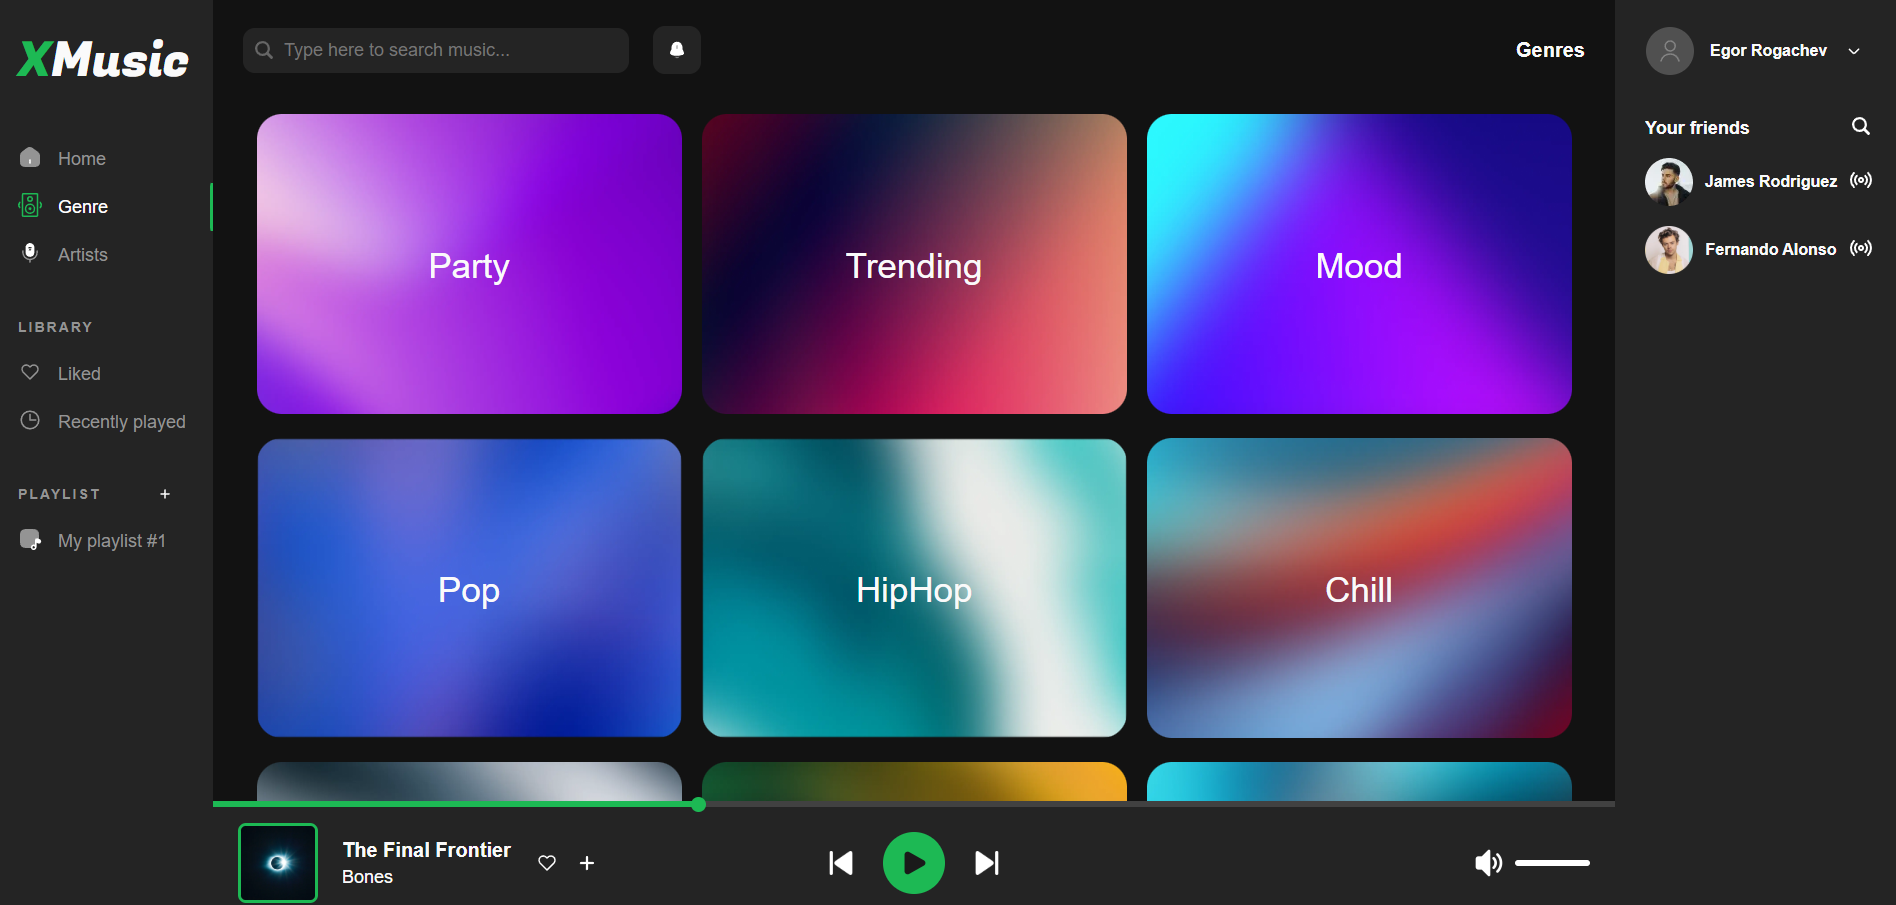 XMusic
Home
Genre
Artists
LIBRARY
Liked
Recently played
PLAYLIST +
My playlist #1
Type here to search music...
Genres
Party
Trending
Mood
Pop
HipHop
Chill
Egor Rogachev
Your friends
James Rodriguez
Fernando Alonso
The Final Frontier
Bones